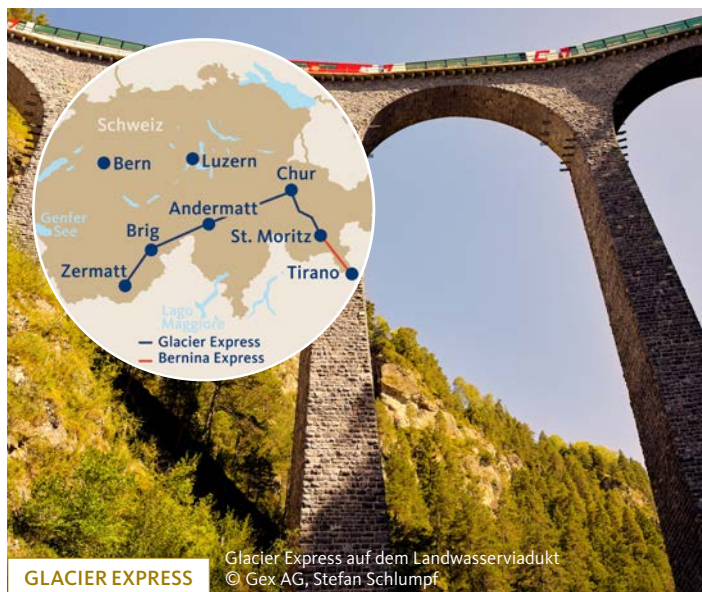 Schweiz
Bern
Luzern
Chur
Andermatt
Genfer
See
Brig
St. Moritz
Zermatt
Tirano
Lago
Maggiore
Glacier Express
Bernina Express
GLACIER EXPRESS
Glacier Express auf dem Landwasserviadukt
© Gex AG, Stefan Schlumpf